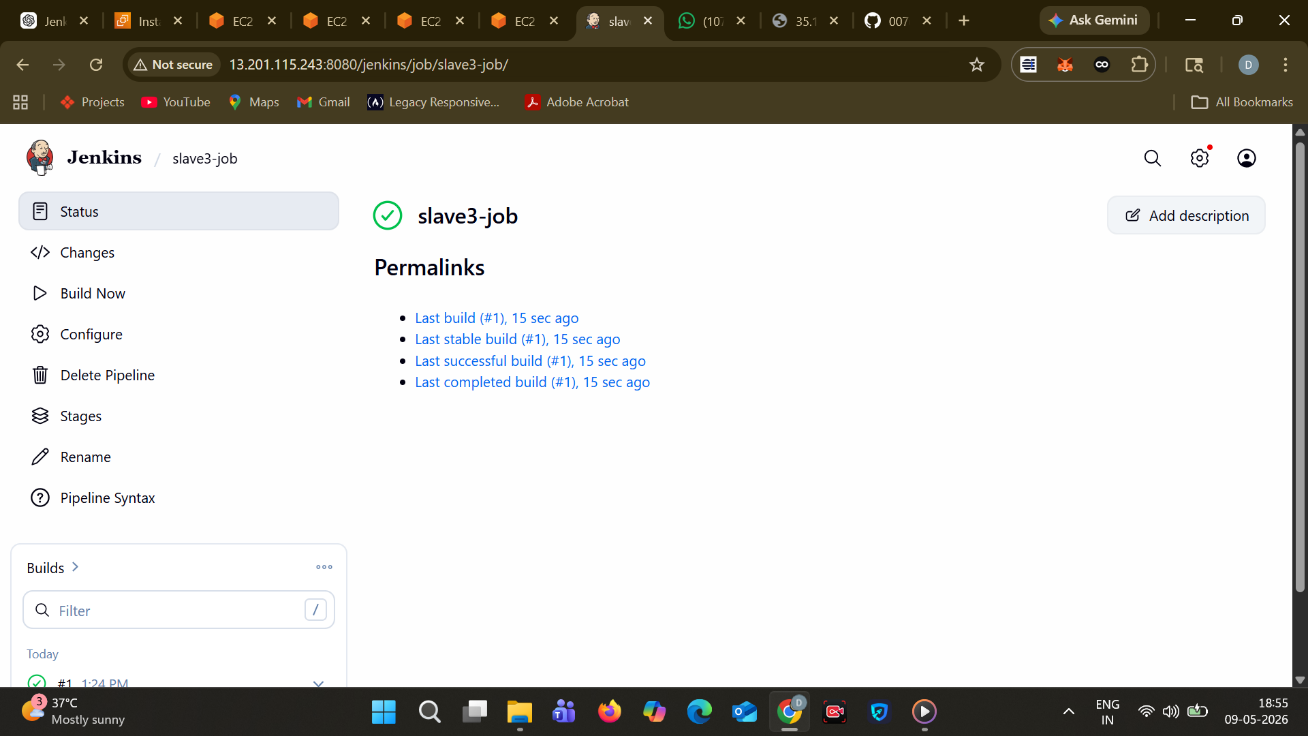 Jenl
Inst
EC2
EC2
EC2
EC2
slav
(107
35.1
007
Ask Gemini
Not secure
13.201.115.243:8080/jenkins/job/slave3-job/
D
Projects
YouTube
Maps
Gmail
Legacy Responsive...
Adobe Acrobat
All Bookmarks
Jenkins / slave3-job
Status
slave3-job
Add description
Changes
Permalinks
Build Now
Last build (#1), 15 sec ago
Configure
Last stable build (#1), 15 sec ago
Last successful build (#1), 15 sec ago
Delete Pipeline
Last completed build (#1), 15 sec ago
Stages
Rename
Pipeline Syntax
Builds
Filter /
Today
#1 1:24 PM
3
37°C
Mostly sunny
D
ENG
IN
18:55
09-05-2026